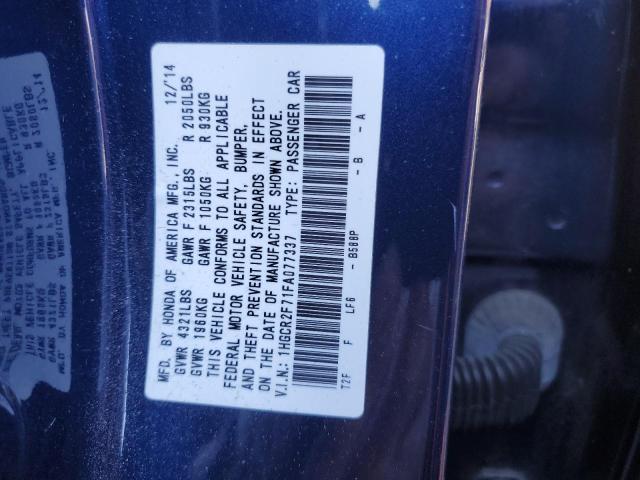 MFD. BY HONDA OF AMERICA MFG., INC. 12/'14
GVWR 4321LBS GAWR F 2315LBS R 2050LBS
GVWR 1960KG GAWR F 1050KG R 930KG
THIS VEHICLE CONFORMS TO ALL APPLICABLE
FEDERAL MOTOR VEHICLE SAFETY, BUMPER,
AND THEFT PREVENTION STANDARDS IN EFFECT
ON THE DATE OF MANUFACTURE SHOWN ABOVE.
V.I.N.: 1HGCR2F71FA077337 TYPE: PASSENGER CAR
T2F F LF6 - B588P - B - A